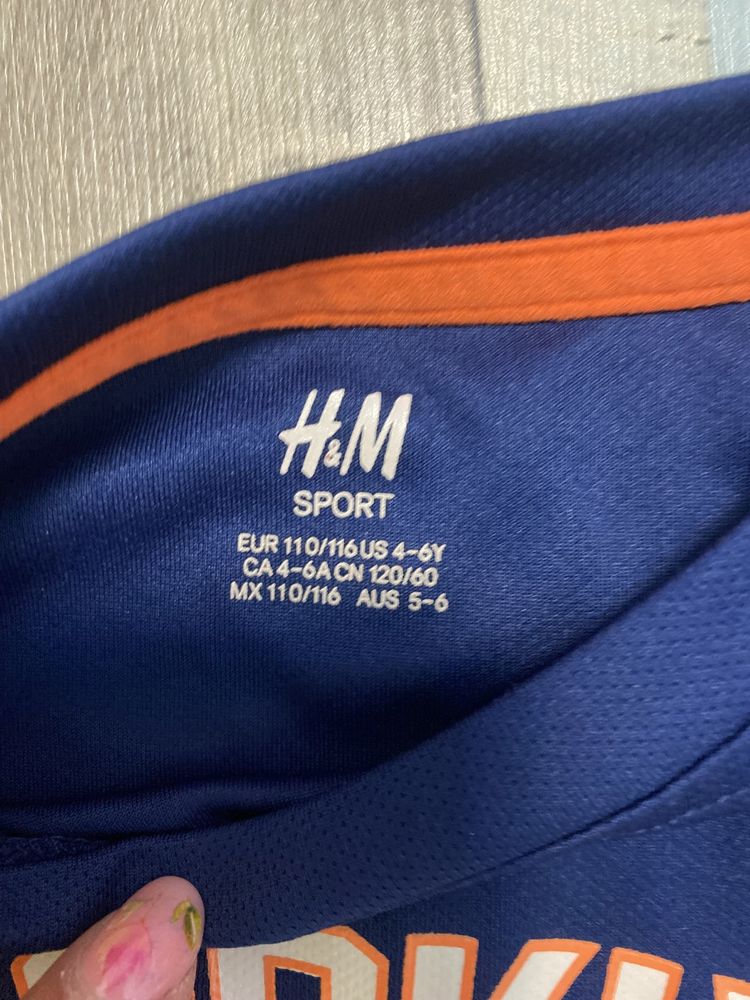 H&M
SPORT
EUR 110/116 US 4-6Y
CA 4-6A CN 120/60
MX 110/116 AUS 5-6